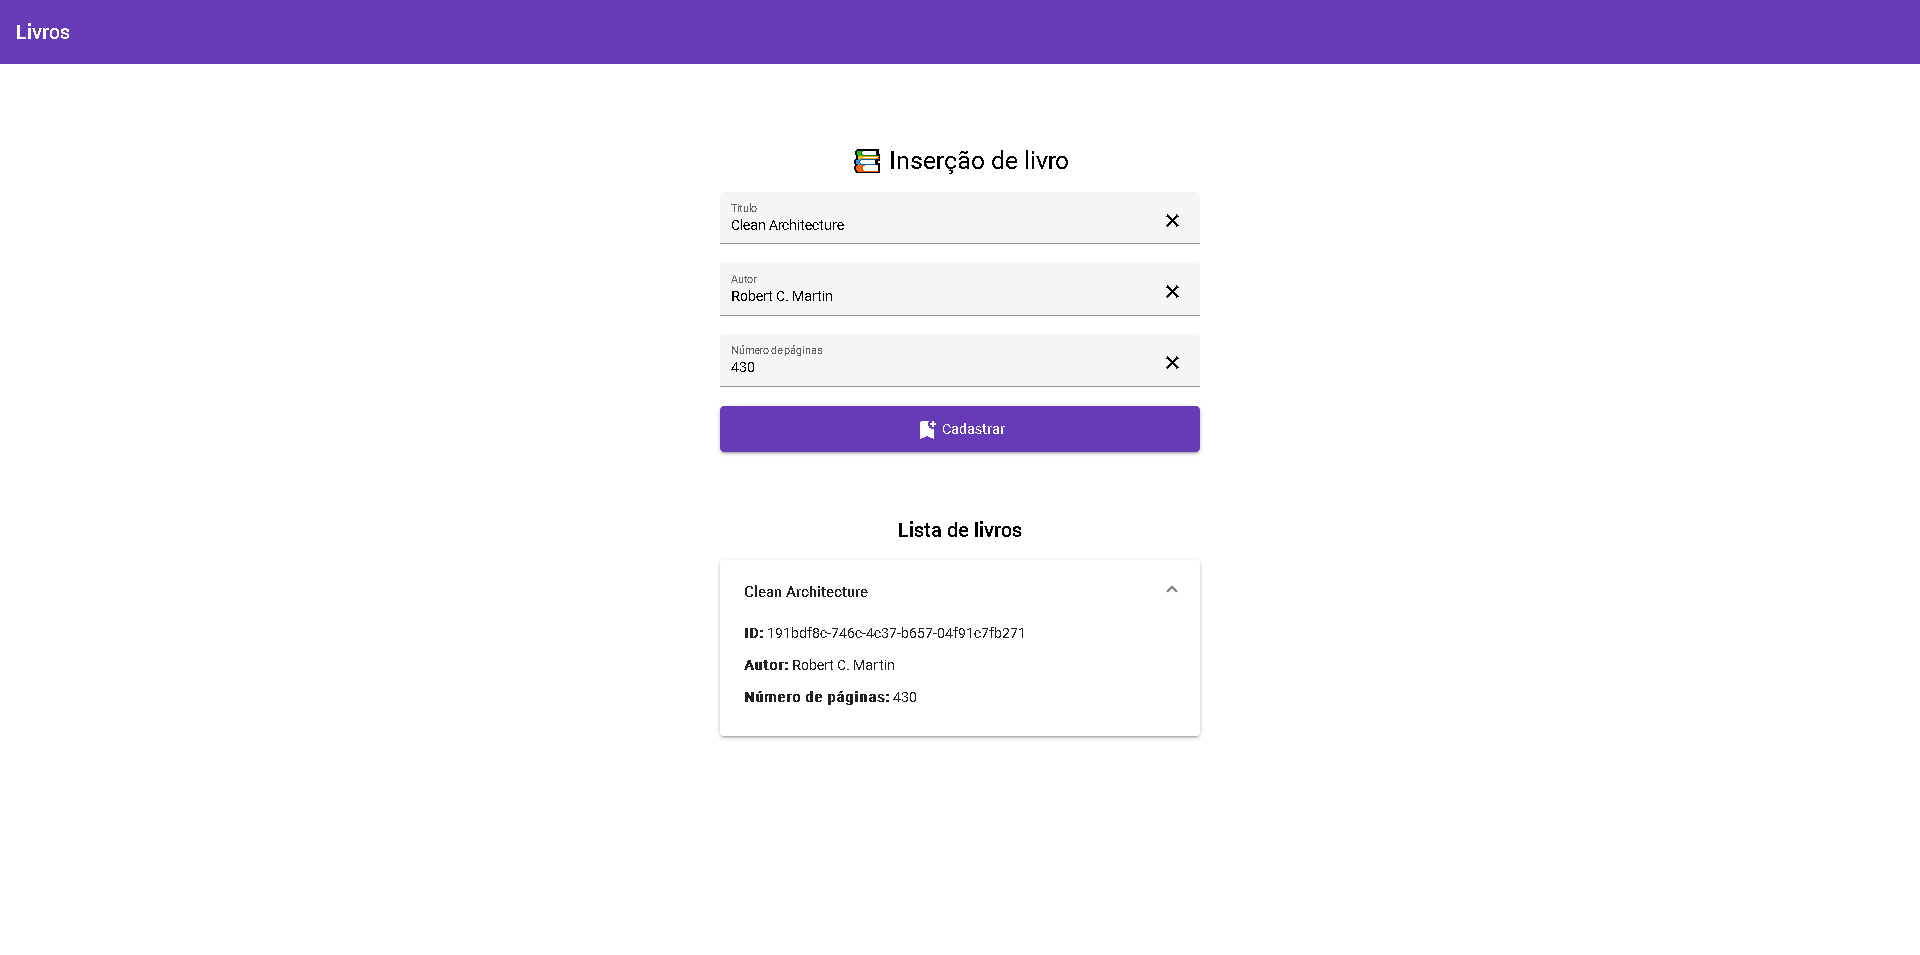 Livros
Inserção de livro
Título
Clean Architecture
Autor
Robert C. Martin
Número de páginas
430
Cadastrar
Lista de livros
Clean Architecture
ID: 191bdf8c-746c-4c37-b657-04f91c7fb271
Autor: Robert C. Martin
Número de páginas: 430